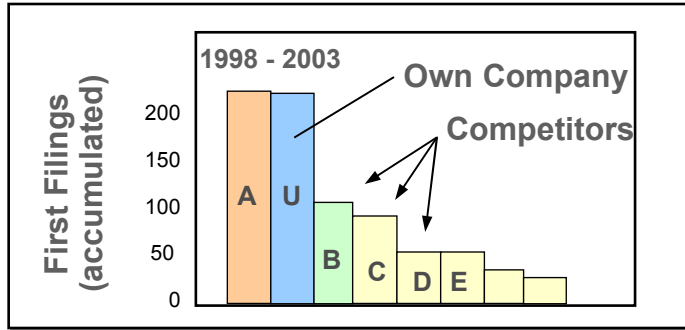 1998 - 2003
Own Company
Competitors
First Filings
(accumulated)
200
150
100
50
0
A
U
B
C
D
E